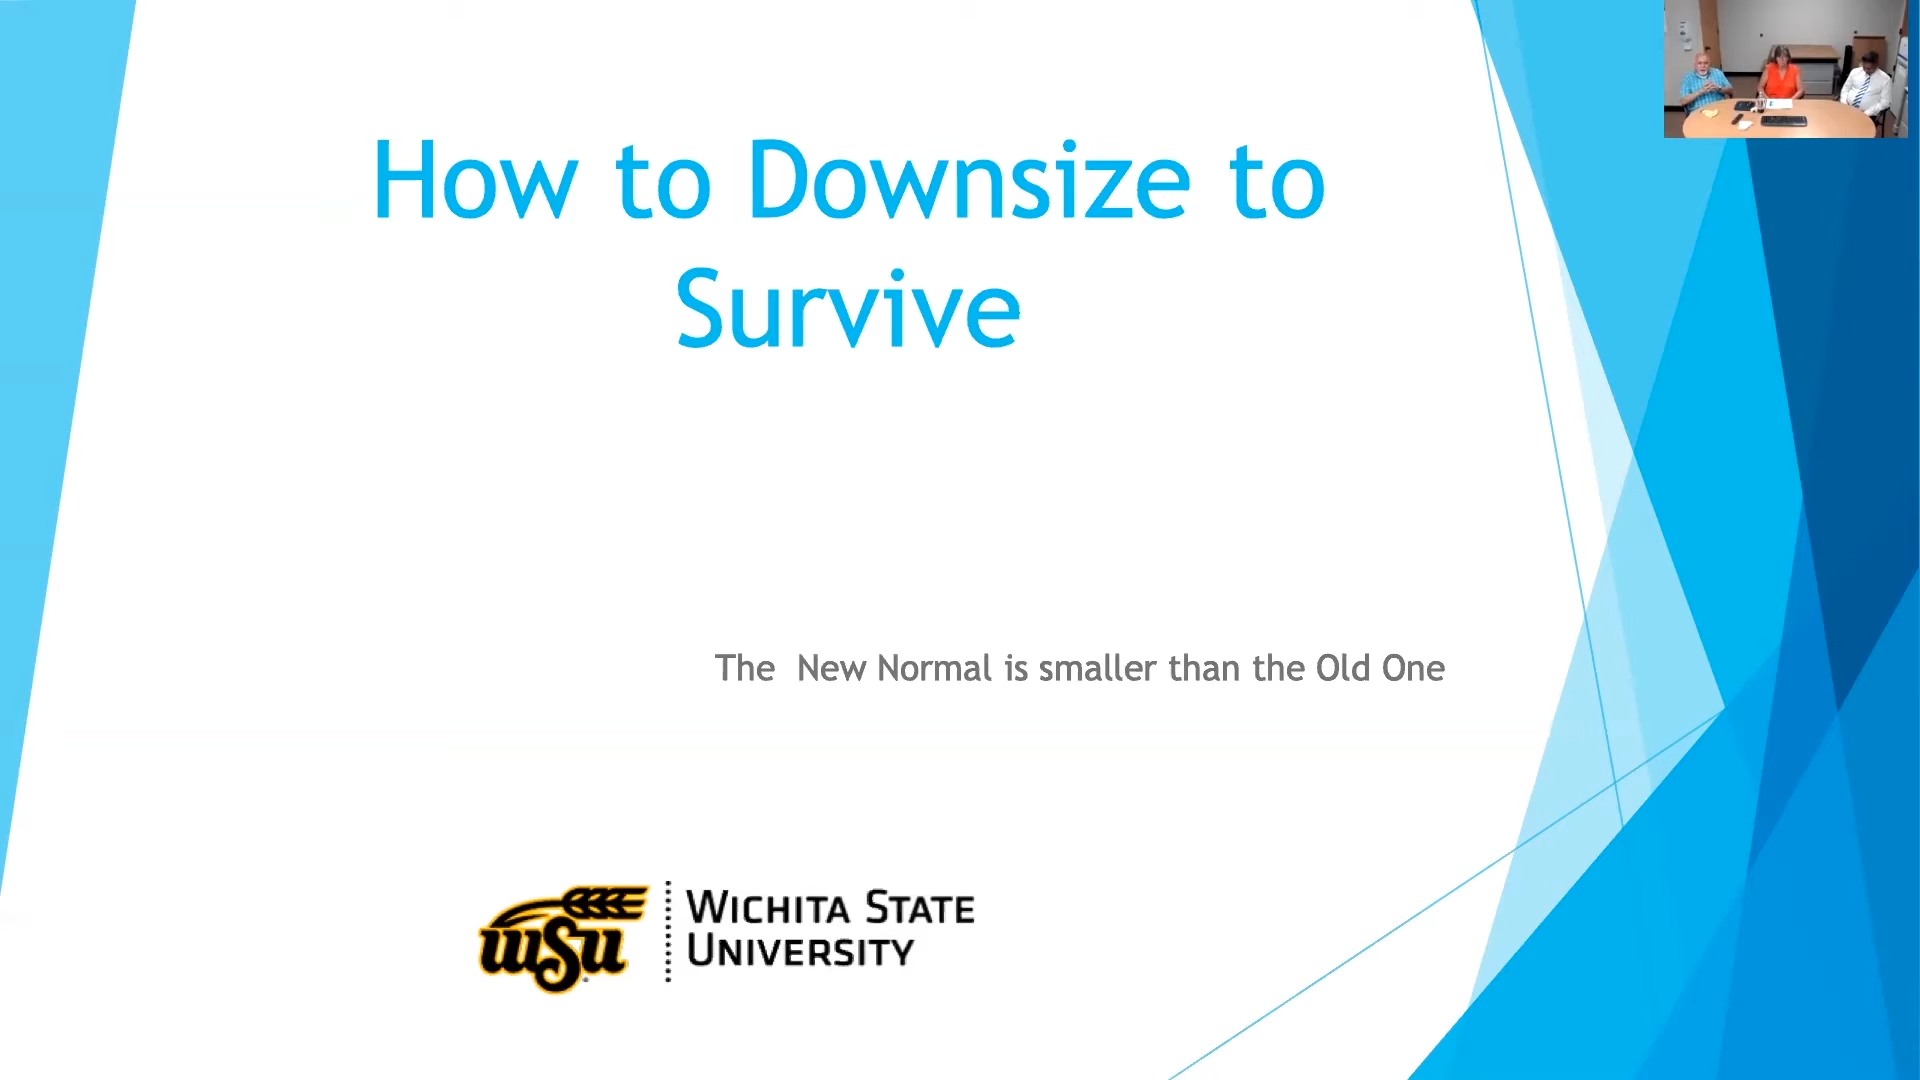 How to Downsize to
Survive
The  New Normal is smaller than the Old One
wsu
WICHITA STATE
UNIVERSITY